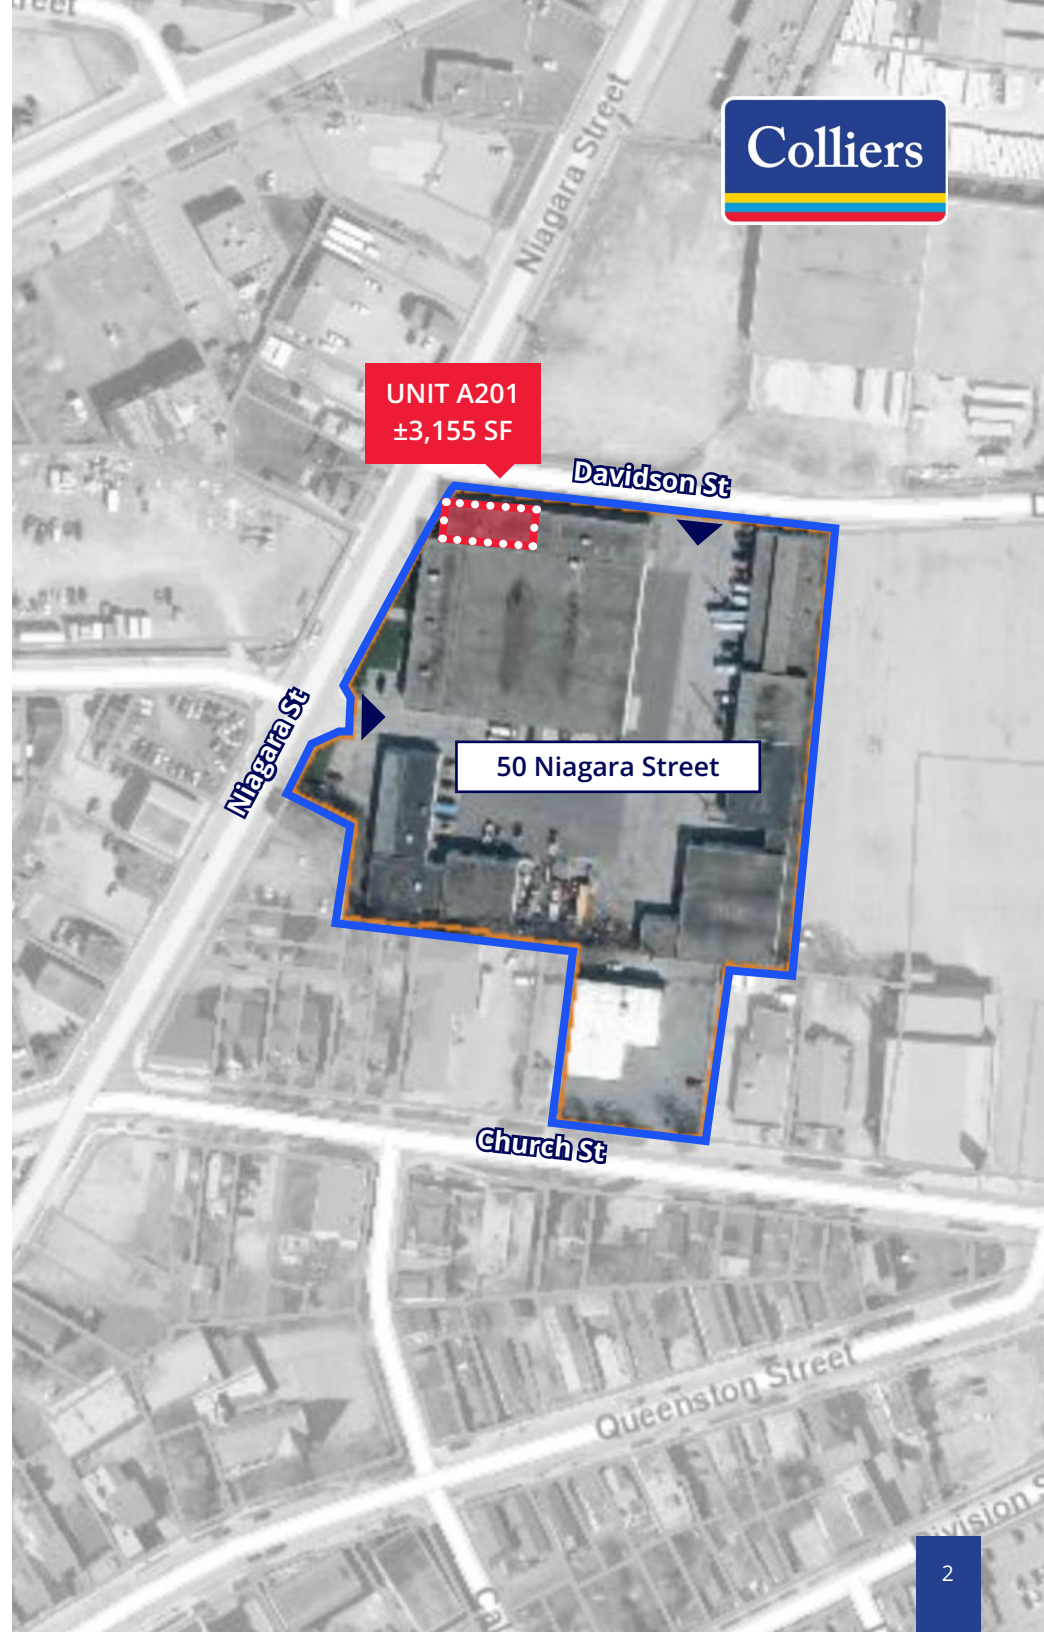 Niagara Street
Colliers
UNIT A201
±3,155 SF
Davidson St
Niagara St
50 Niagara Street
Church St
Queenston Street
2